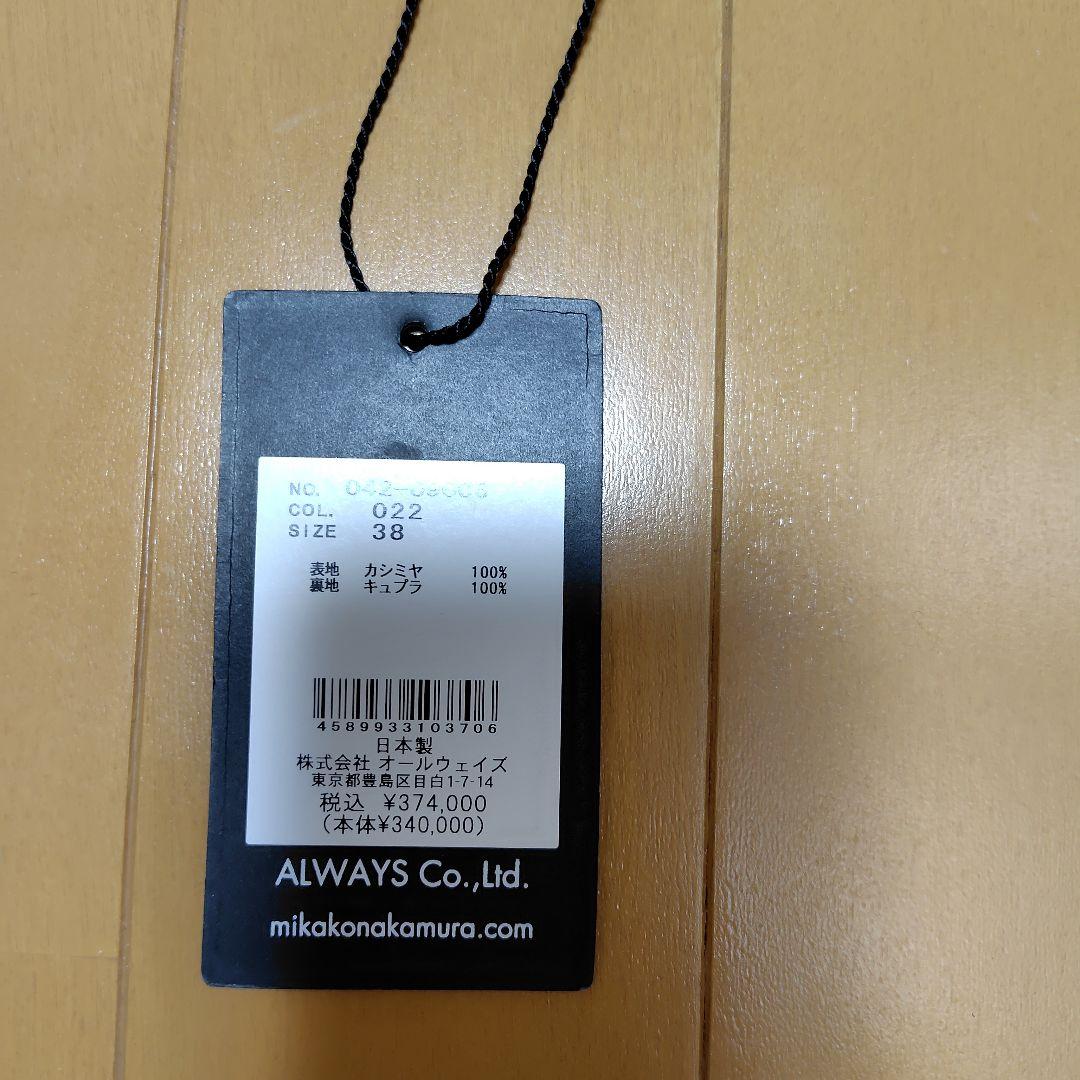 NO.
COL. 022
SIZE 38
表地 カシミヤ 100%
裏地 キュプラ 100%
4589933103706
日本製
株式会社 オールウェイズ
東京都豊島区目白1-7-14
税込 ¥374,000
(本体¥340,000)
ALWAYS Co.,Ltd.
mikakonakamura.com